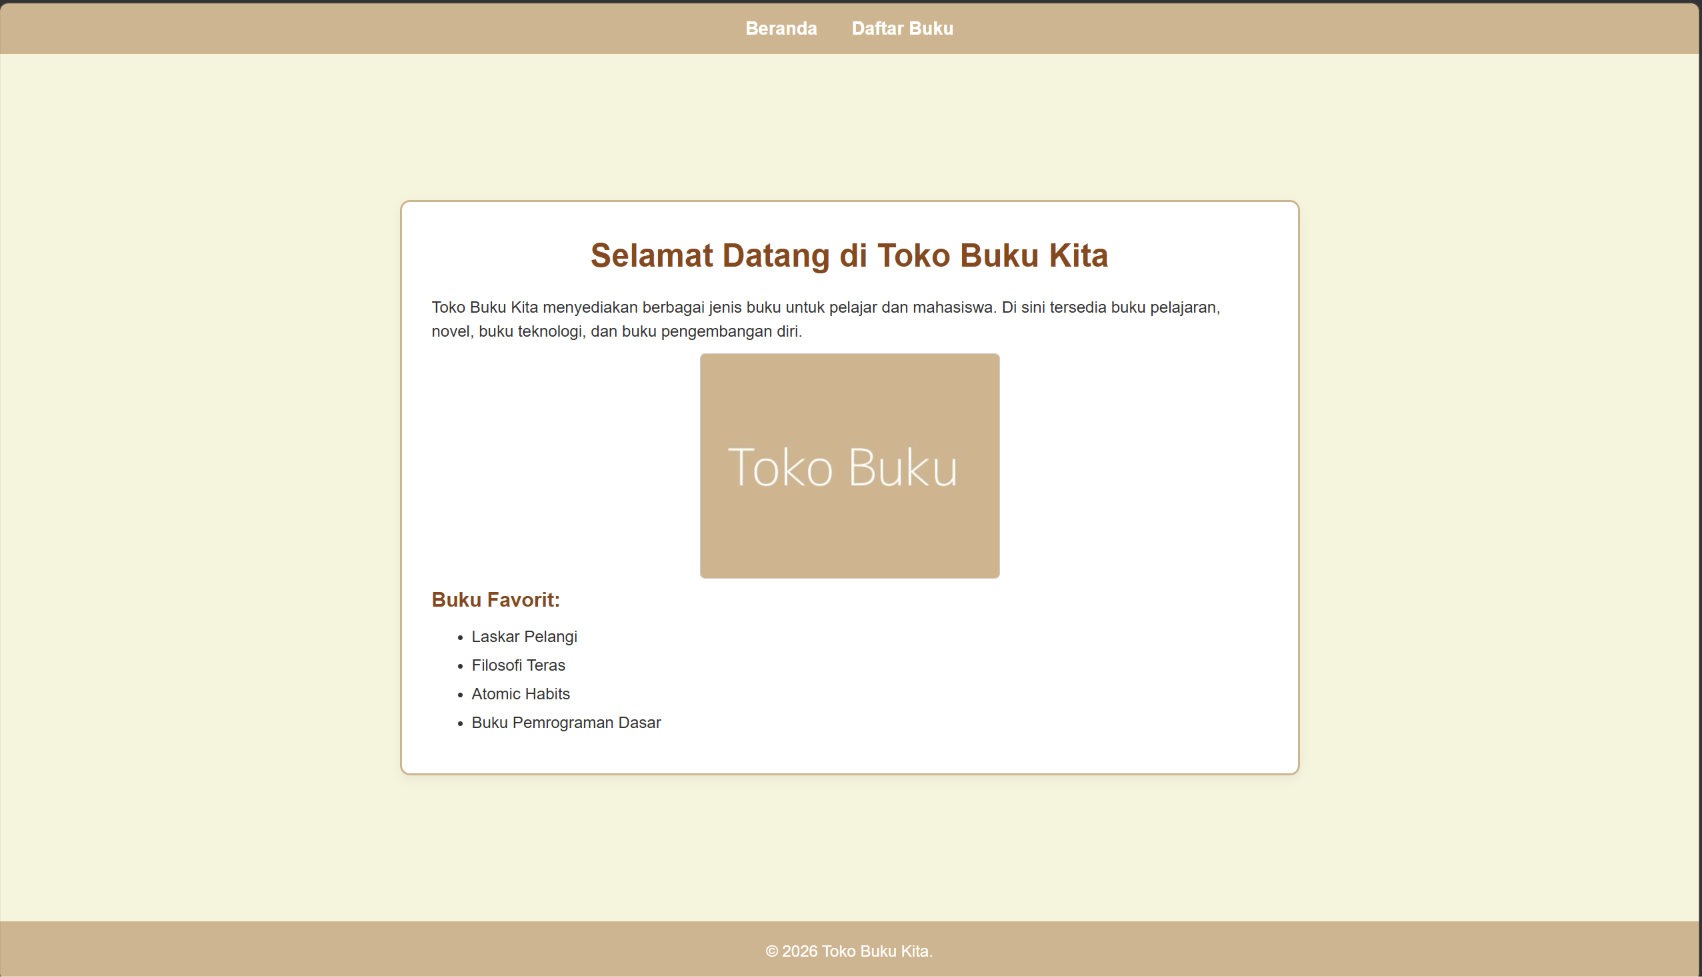 Beranda Daftar Buku
Selamat Datang di Toko Buku Kita
Toko Buku Kita menyediakan berbagai jenis buku untuk pelajar dan mahasiswa. Di sini tersedia buku pelajaran,
novel, buku teknologi, dan buku pengembangan diri.
Toko Buku
Buku Favorit:
• Laskar Pelangi
• Filosofi Teras
• Atomic Habits
• Buku Pemrograman Dasar
© 2026 Toko Buku Kita.